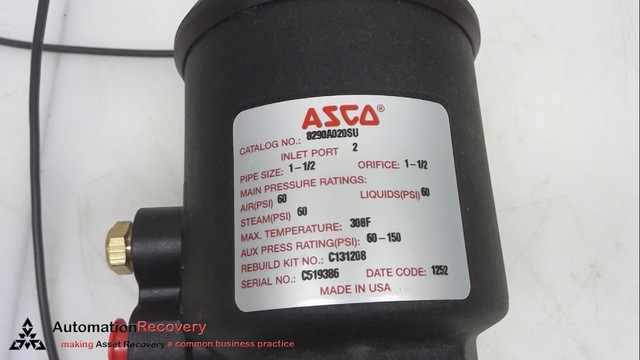 ASCO®
CATALOG NO.: 8290A020SU
INLET PORT 2
PIPE SIZE: 1-1/2 ORIFICE: 1-1/2
MAIN PRESSURE RATINGS:
AIR(PSI) 60 LIQUIDS(PSI) 60
STEAM(PSI) 60
MAX. TEMPERATURE: 308F
AUX PRESS RATING(PSI): 60-150
REBUILD KIT NO.: C131208
SERIAL NO.: C519386 DATE CODE: 1252
MADE IN USA
AutomationRecovery
making Asset Recovery a common business practice